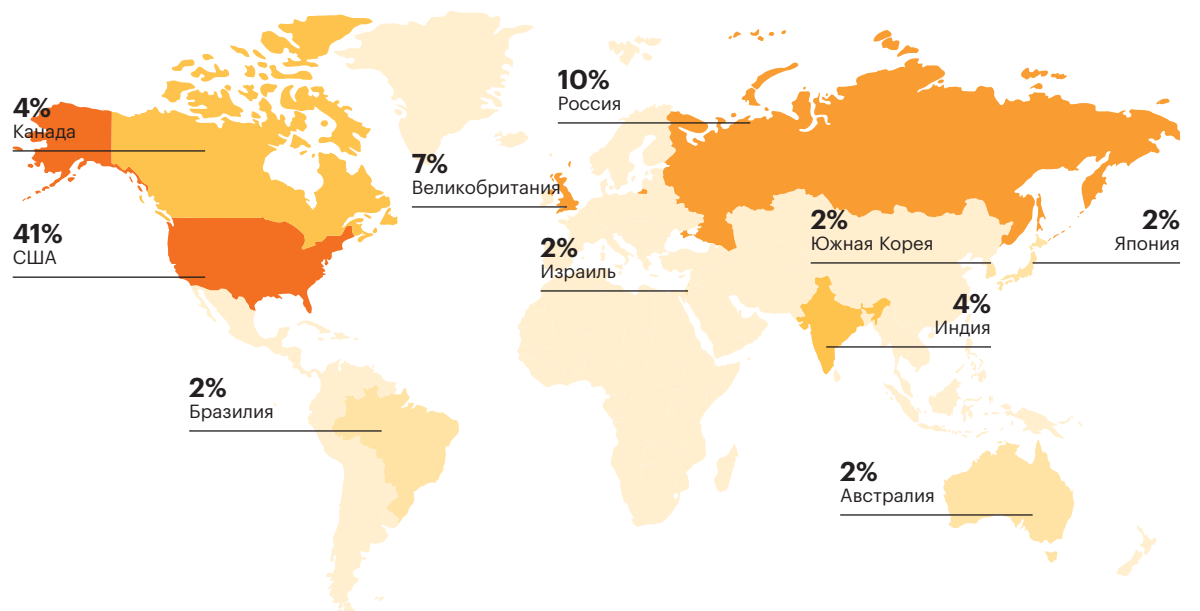 10%
Россия
4%
Канада
7%
Великобритания
41%
США
2%
Израиль
2%
Южная Корея
2%
Япония
4%
Индия
2%
Бразилия
2%
Австралия